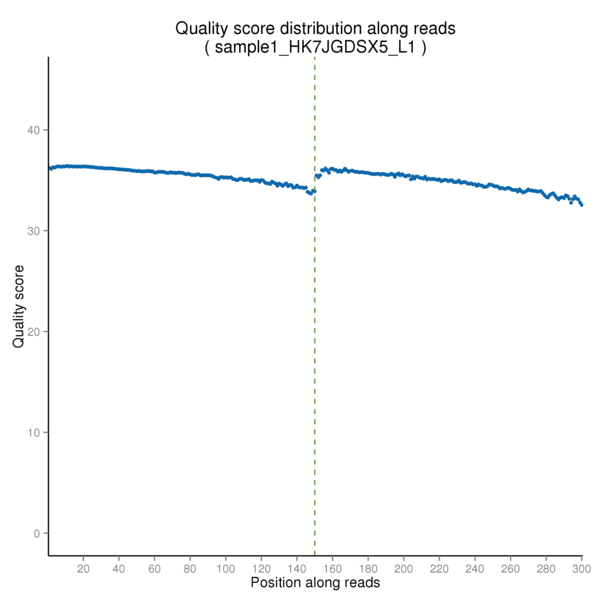 Quality score distribution along reads
( sample1_HK7JGDSX5_L1 )
Quality score
40
30
20
10
0
20 40 60 80 100 120 140 160 180 200 220 240 260 280 300
Position along reads